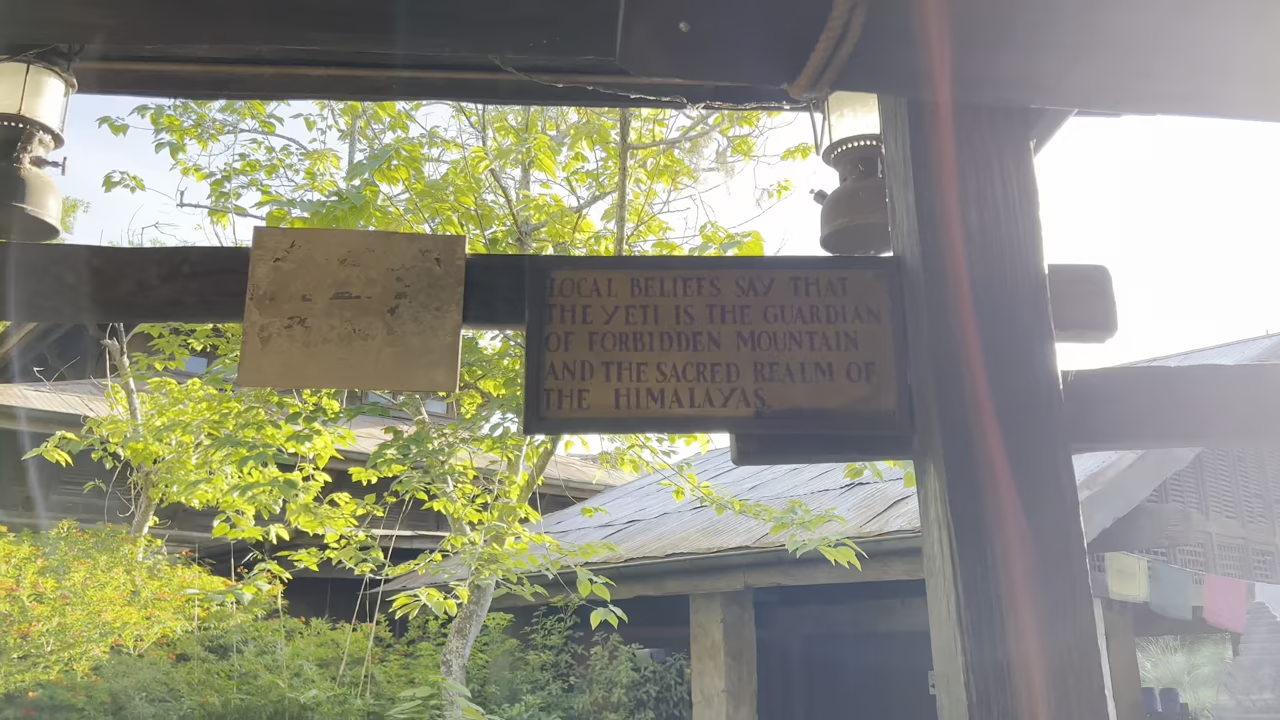 LOCAL BELIEFS SAY THAT
THE YETI IS THE GUARDIAN
OF FORBIDDEN MOUNTAIN
AND THE SACRED REALM OF
THE HIMALAYAS.